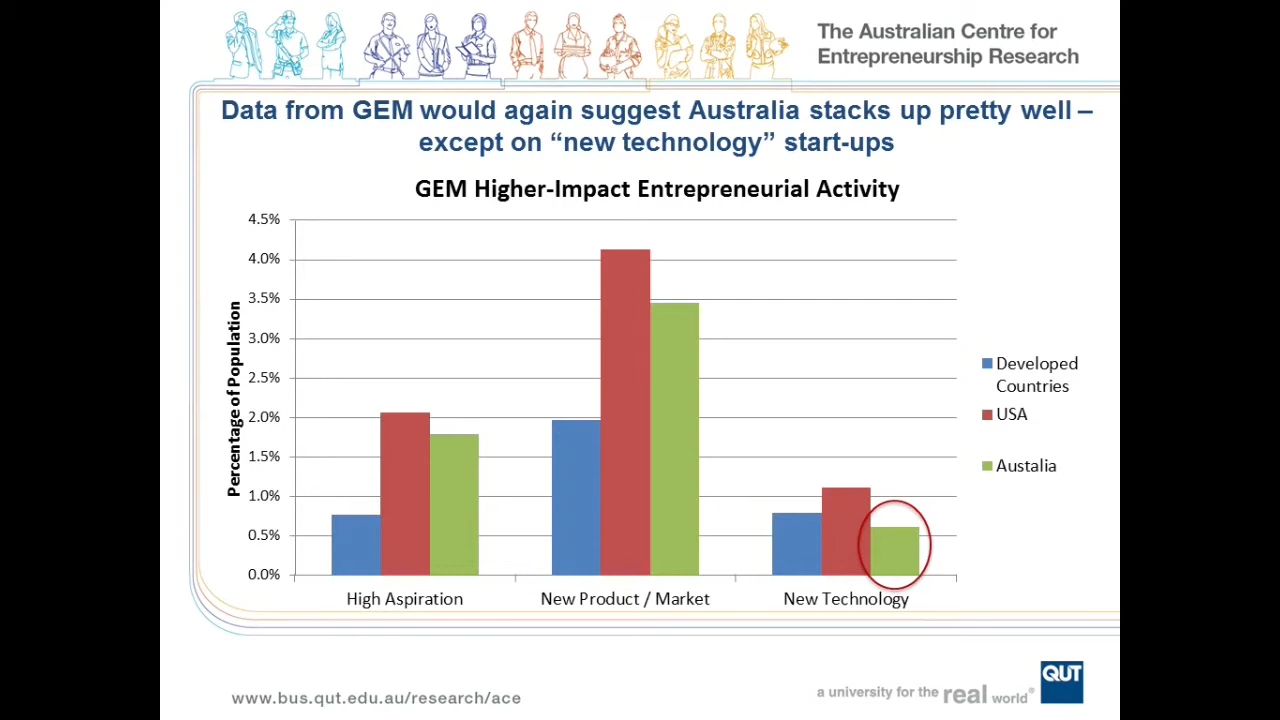 The Australian Centre for
Entrepreneurship Research
Data from GEM would again suggest Australia stacks up pretty well –
except on “new technology” start-ups
GEM Higher-Impact Entrepreneurial Activity
Percentage of Population
4.5%
4.0%
3.5%
3.0%
2.5%
2.0%
1.5%
1.0%
0.5%
0.0%
High Aspiration
New Product / Market
New Technology
Developed
Countries
USA
Austalia
www.bus.qut.edu.au/research/ace
a university for the real world®
QUT